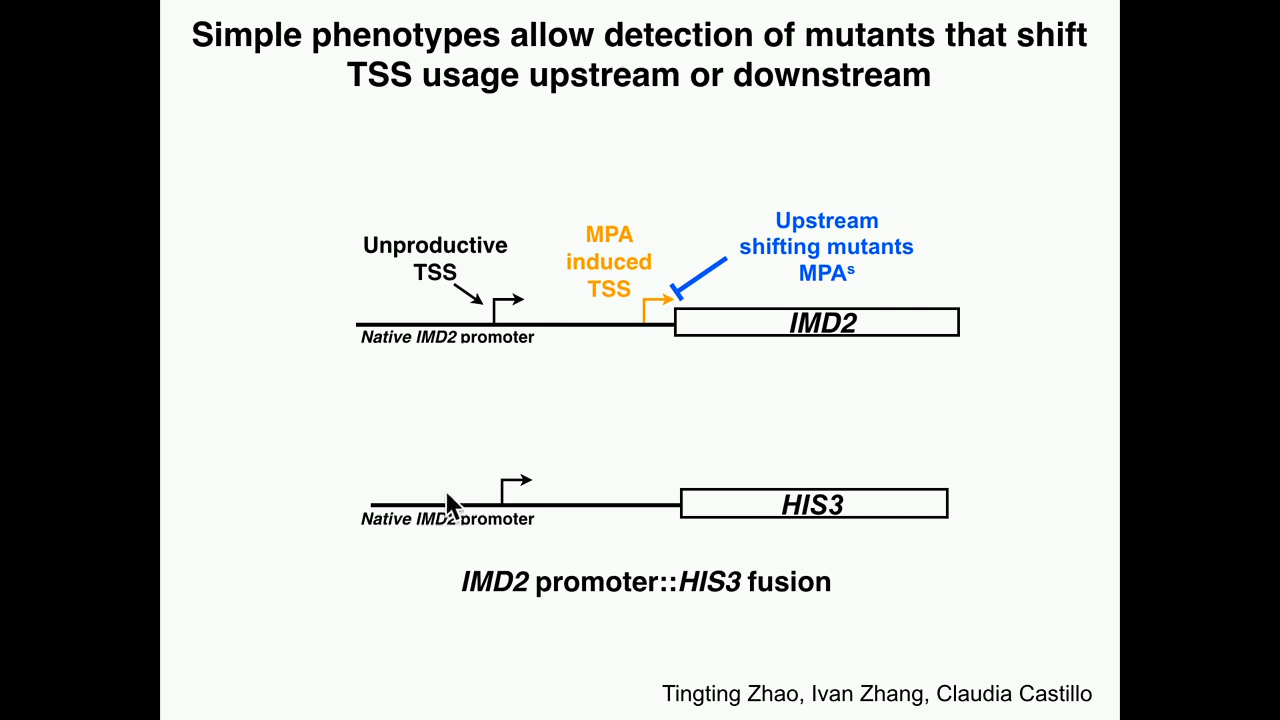 Simple phenotypes allow detection of mutants that shift
TSS usage upstream or downstream
Unproductive
TSS
MPA
induced
TSS
Upstream
shifting mutants
MPAˢ
IMD2
Native IMD2 promoter
HIS3
Native IMD2 promoter
IMD2 promoter::HIS3 fusion
Tingting Zhao, Ivan Zhang, Claudia Castillo